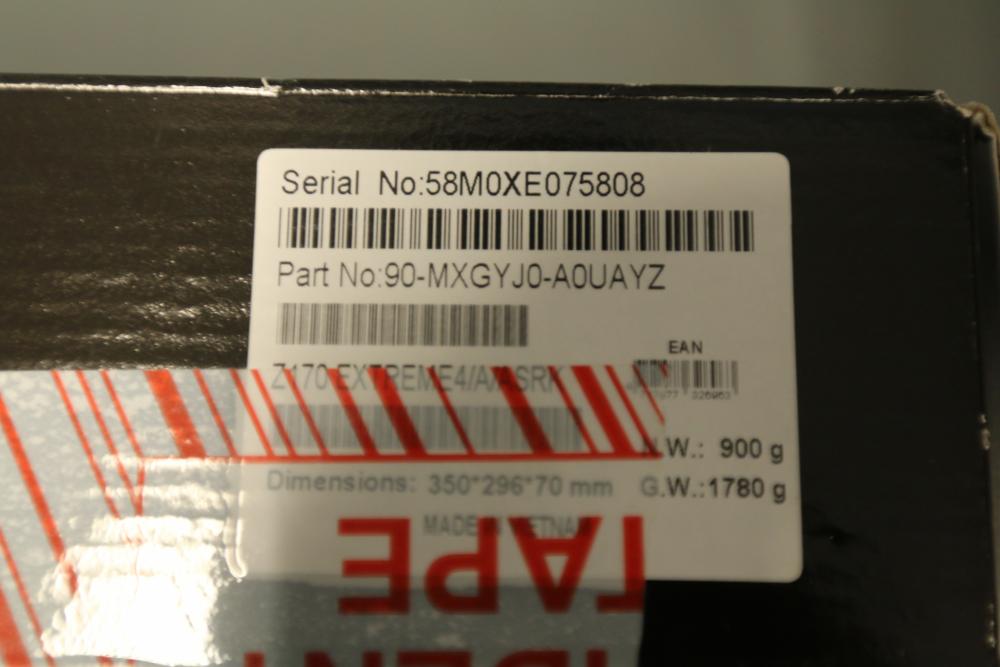 Serial No:58M0XE075808
Part No:90-MXGYJ0-A0UAYZ
EAN
Z170 EXTREME4/A/ASRK
N.W.: 900 g
Dimensions: 350*296*70 mm G.W.:1780 g
MADE IN VIETNAM
TAPE